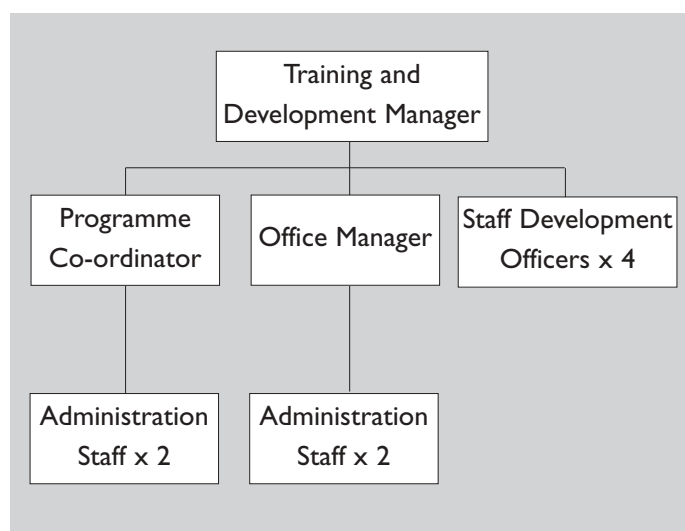 Training and
Development Manager
Programme
Co-ordinator
Office Manager
Staff Development
Officers x 4
Administration
Staff x 2
Administration
Staff x 2